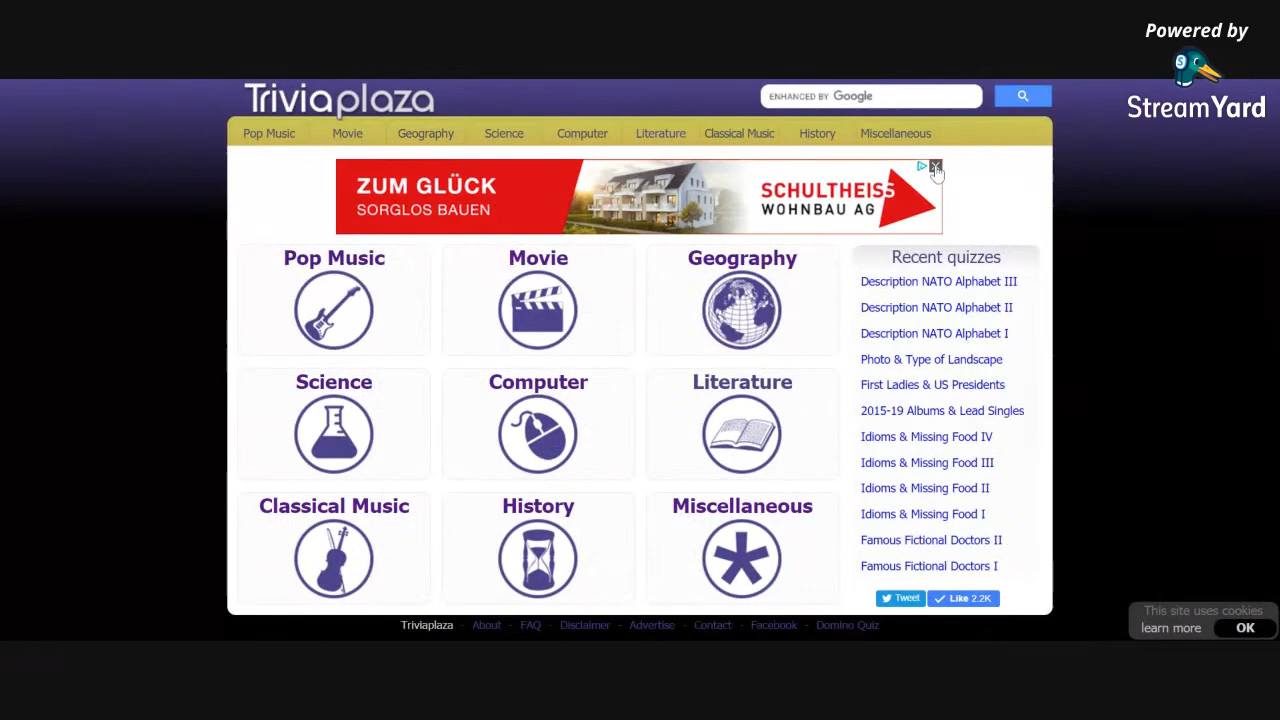 Powered by
StreamYard
Triviaplaza
ENHANCED BY Google
Pop Music Movie Geography Science Computer Literature Classical Music History Miscellaneous
ZUM GLÜCK
SORGLOS BAUEN
SCHULTHEISS
WOHNBAU AG
Pop Music Movie Geography
Science Computer Literature
Classical Music History Miscellaneous
Recent quizzes
Description NATO Alphabet III
Description NATO Alphabet II
Description NATO Alphabet I
Photo & Type of Landscape
First Ladies & US Presidents
2015-19 Albums & Lead Singles
Idioms & Missing Food IV
Idioms & Missing Food III
Idioms & Missing Food II
Idioms & Missing Food I
Famous Fictional Doctors II
Famous Fictional Doctors I
Tweet Like 2.2K
Triviaplaza - About - FAQ - Disclaimer - Advertise - Contact - Facebook - Domino Quiz
This site uses cookies
learn more OK